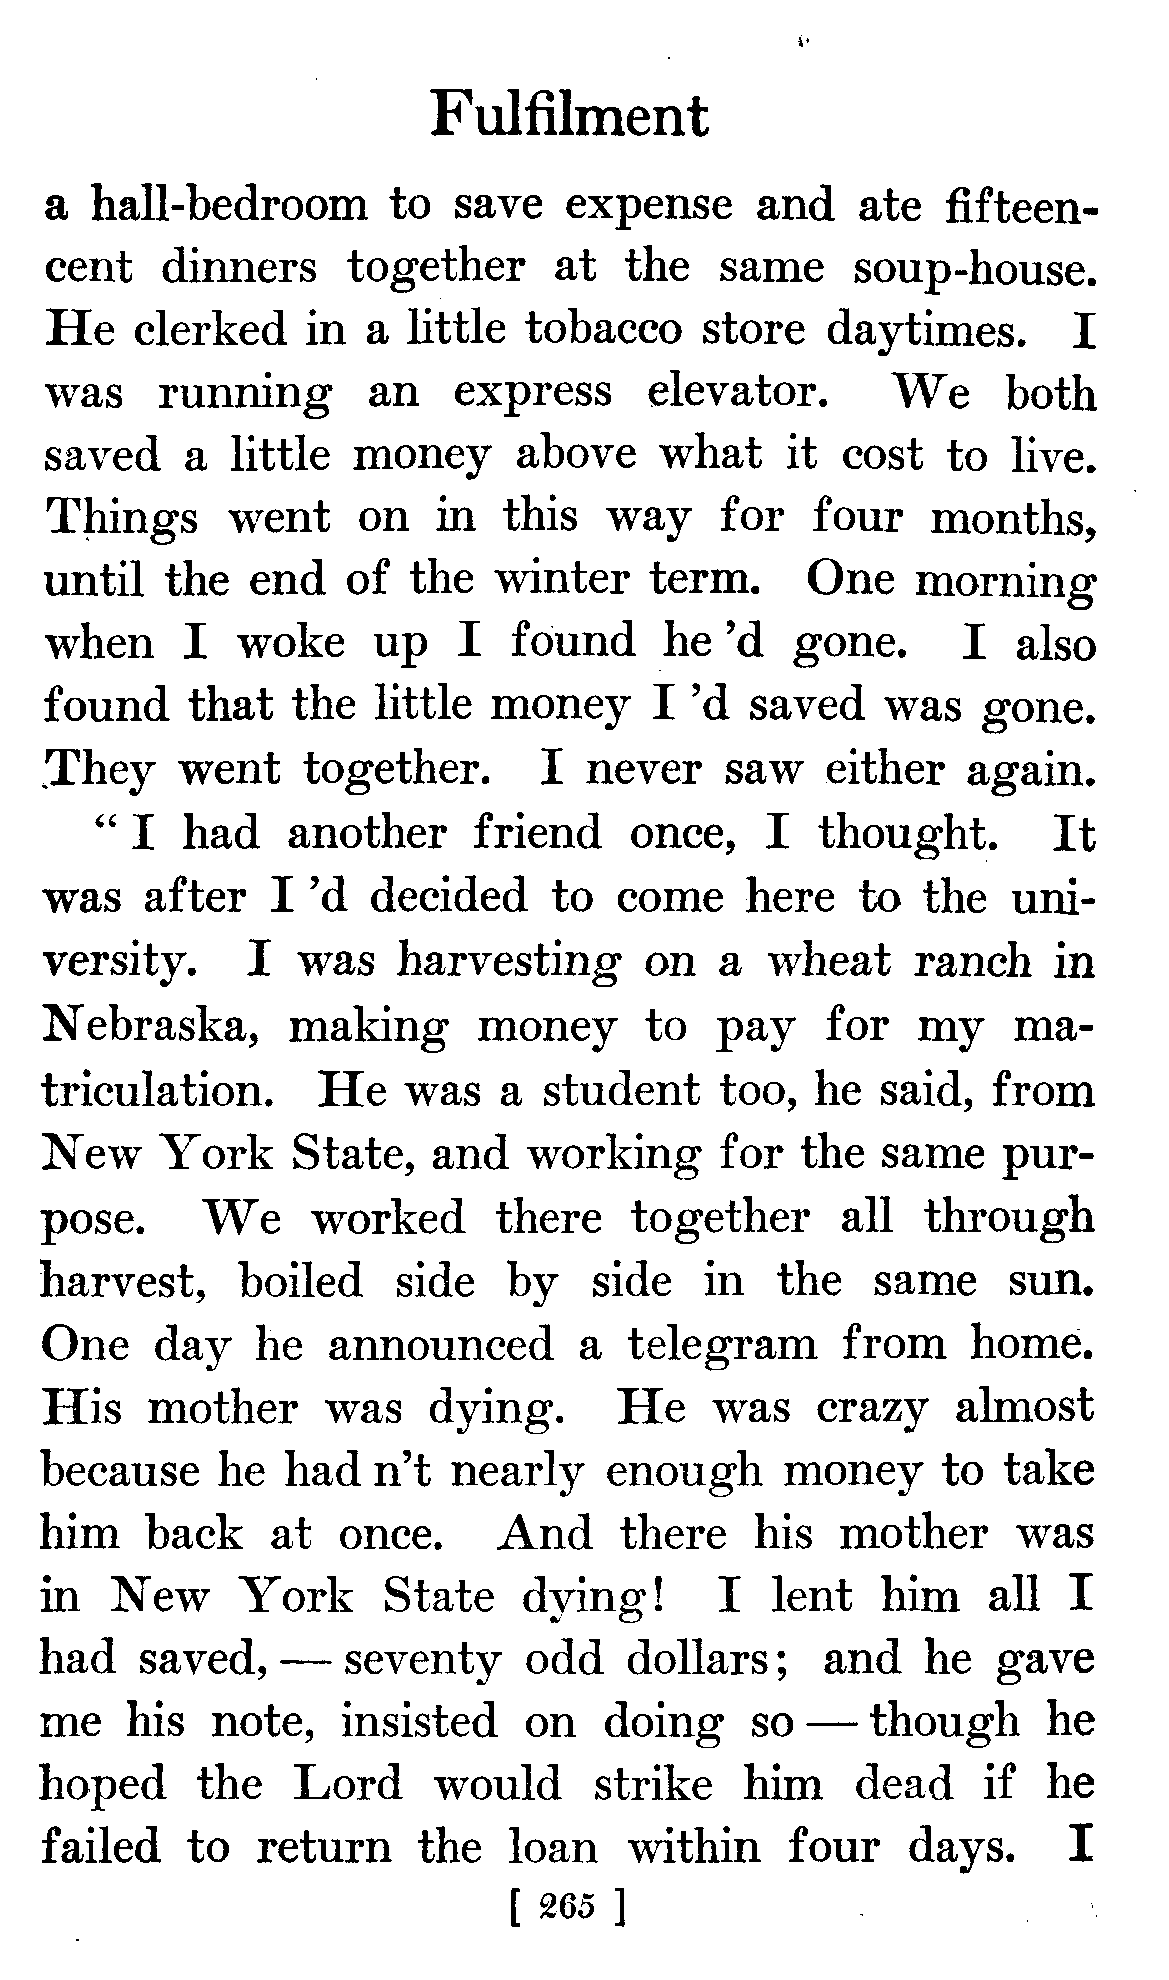 Fulfilment
a hall-bedroom to save expense and ate fifteen-
cent dinners together at the same soup-house.
He clerked in a little tobacco store daytimes. I
was running an express elevator. We both
saved a little money above what it cost to live.
Things went on in this way for four months,
until the end of the winter term. One morning
when I woke up I found he 'd gone. I also
found that the little money I 'd saved was gone.
They went together. I never saw either again.
“ I had another friend once, I thought. It
was after I 'd decided to come here to the uni-
versity. I was harvesting on a wheat ranch in
Nebraska, making money to pay for my ma-
triculation. He was a student too, he said, from
New York State, and working for the same pur-
pose. We worked there together all through
harvest, boiled side by side in the same sun.
One day he announced a telegram from home.
His mother was dying. He was crazy almost
because he had n't nearly enough money to take
him back at once. And there his mother was
in New York State dying! I lent him all I
had saved, — seventy odd dollars; and he gave
me his note, insisted on doing so — though he
hoped the Lord would strike him dead if he
failed to return the loan within four days. I
[ 265 ]